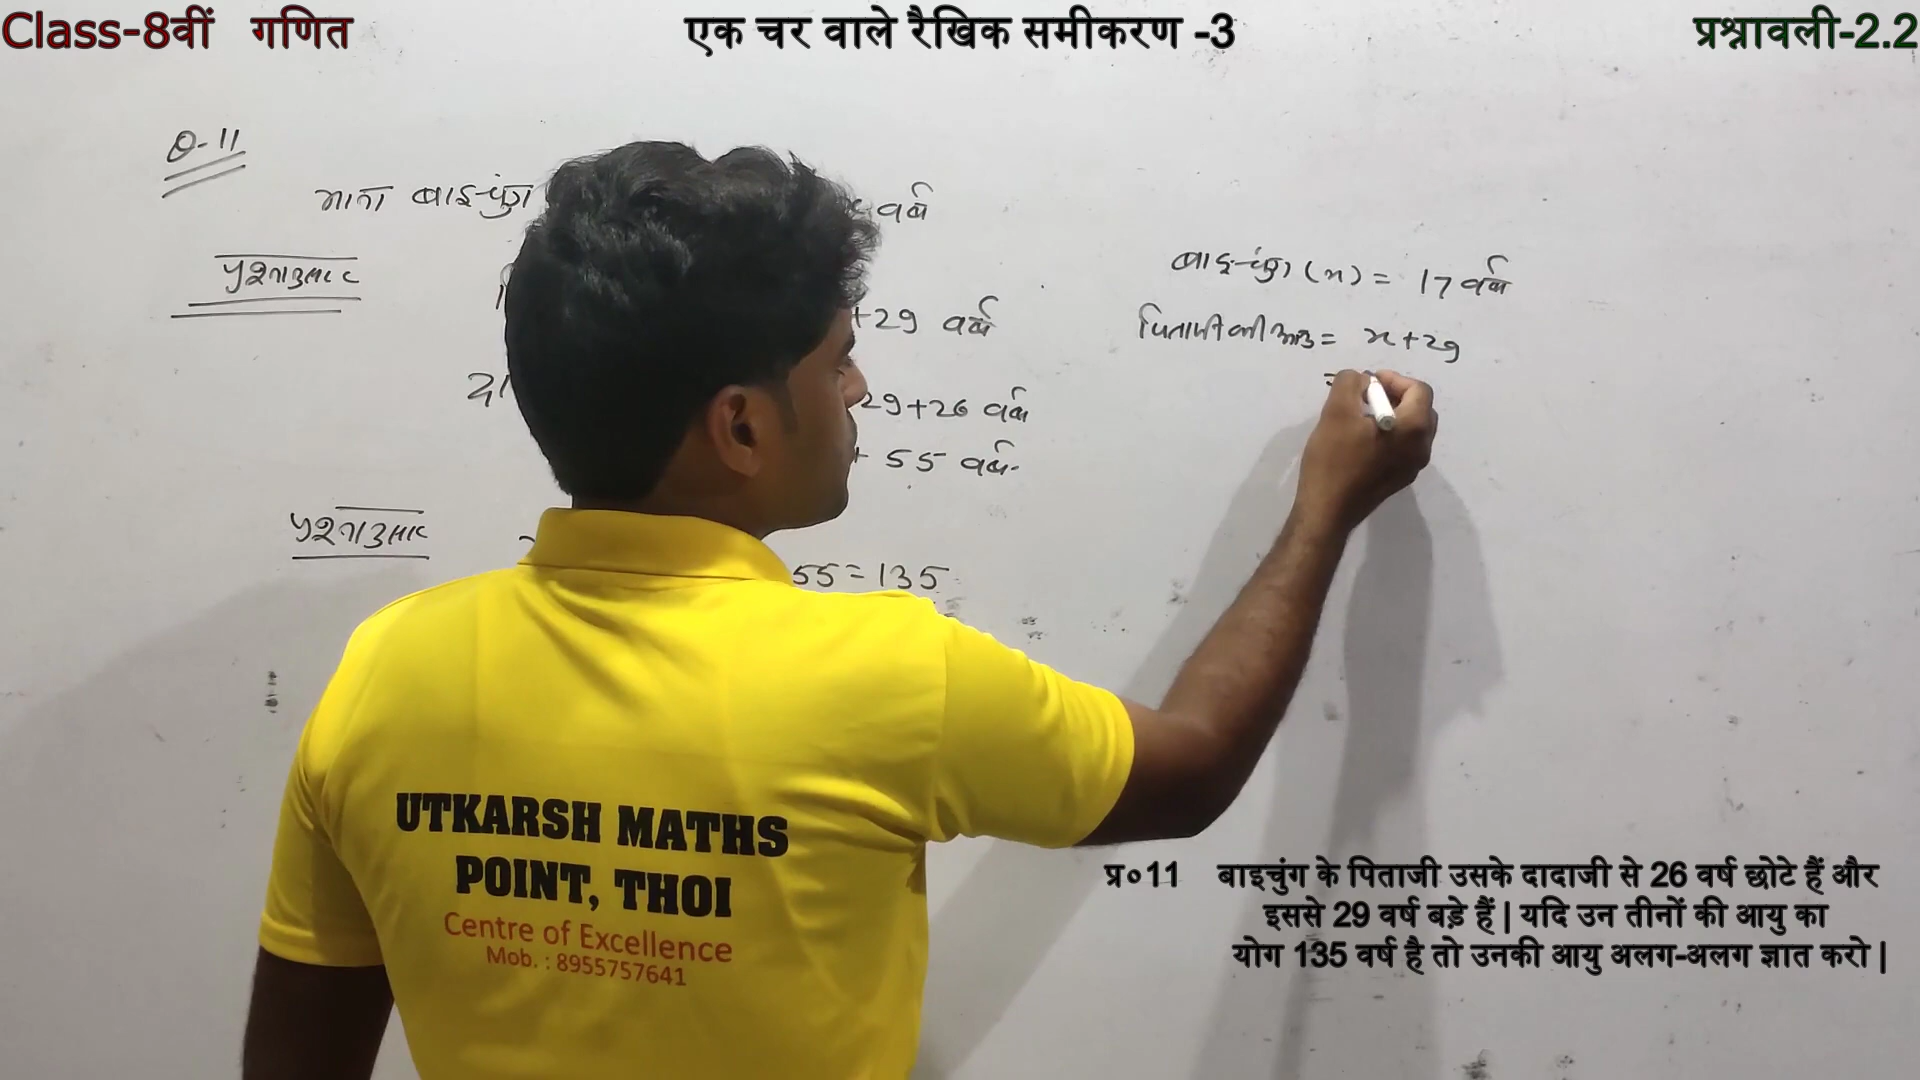 Class-8वीं गणित
एक चर वाले रैखिक समीकरण -3
प्रश्नावली-2.2
Q-11
माना बाइचुंग
वर्ष
प्रश्नानुसार
+29 वर्ष
दा
29+26 वर्ष
+ 55 वर्ष
प्रश्नानुसार
55=135
बाइचुंग (x) = 17 वर्ष
पिताजी की आयु = x+29
UTKARSH MATHS
POINT, THOI
Centre of Excellence
Mob. : 8955757641
प्र०11 बाइचुंग के पिताजी उसके दादाजी से 26 वर्ष छोटे हैं और
इससे 29 वर्ष बड़े हैं | यदि उन तीनों की आयु का
योग 135 वर्ष है तो उनकी आयु अलग-अलग ज्ञात करो |